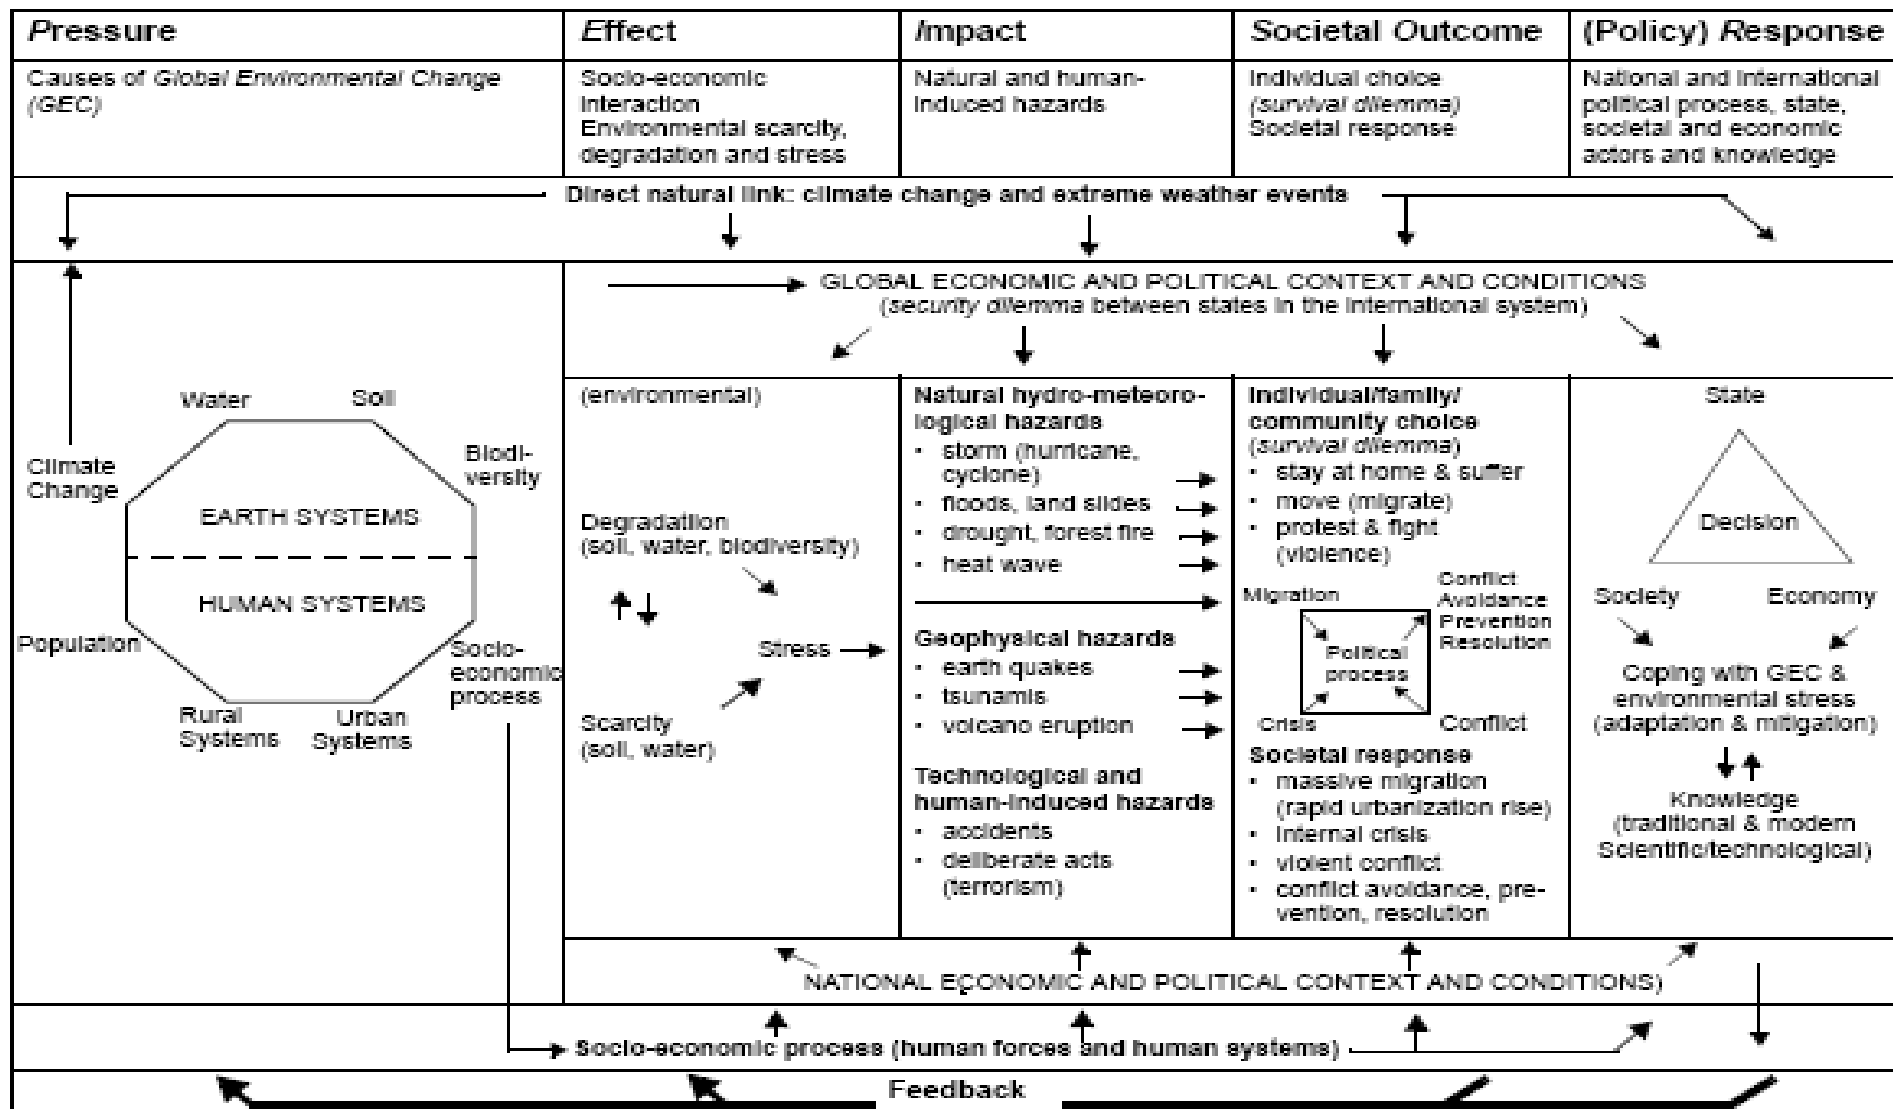 Pressure
Effect
Impact
Societal Outcome
(Policy) Response
Causes of Global Environmental Change
(GEC)
Socio-economic
interaction
Environmental scarcity,
degradation and stress
Natural and human-
induced hazards
Individual choice
(survival dilemma)
Societal response
National and international
political process, state,
societal and economic
actors and knowledge
Direct natural link: climate change and extreme weather events
GLOBAL ECONOMIC AND POLITICAL CONTEXT AND CONDITIONS
(security dilemma between states in the international system)
Water
Soil
Climate
Change
Biodi-
versity
EARTH SYSTEMS
HUMAN SYSTEMS
Population
Socio-
economic
process
Rural
Systems
Urban
Systems
(environmental)
Degradatiion
(soil, water, biodiversity)
Stress
Scarcity
(soil, water)
Natural hydro-meteoro-
logical hazards
• storm (hurricane,
cyclone)
• floods, land slides
• drought, forest fire
• heat wave
Geophysical hazards
• earth quakes
• tsunamis
• volcano eruption
Technological and
human-induced hazards
• accidents
• deliberate acts
(terrorism)
Individual/family/
community choice
(survival dilemma)
• stay at home & suffer
• move (migrate)
• protest & fight
(violence)
Migration
Conflict
Avoidance
Prevention
Resolution
Political
process
Crisis
Conflict
Societal response
• massive migration
(rapid urbanization rise)
• internal crisis
• violent conflict
• conflict avoidance, pre-
vention, resolution
State
Decision
Society
Economy
Coping with GEC &
environmental stress
(adaptation & mitigation)
Knowledge
(traditional & modern
Scientific/technological)
NATIONAL ECONOMIC AND POLITICAL CONTEXT AND CONDITIONS)
Socio-economic process (human forces and human systems)
Feedback